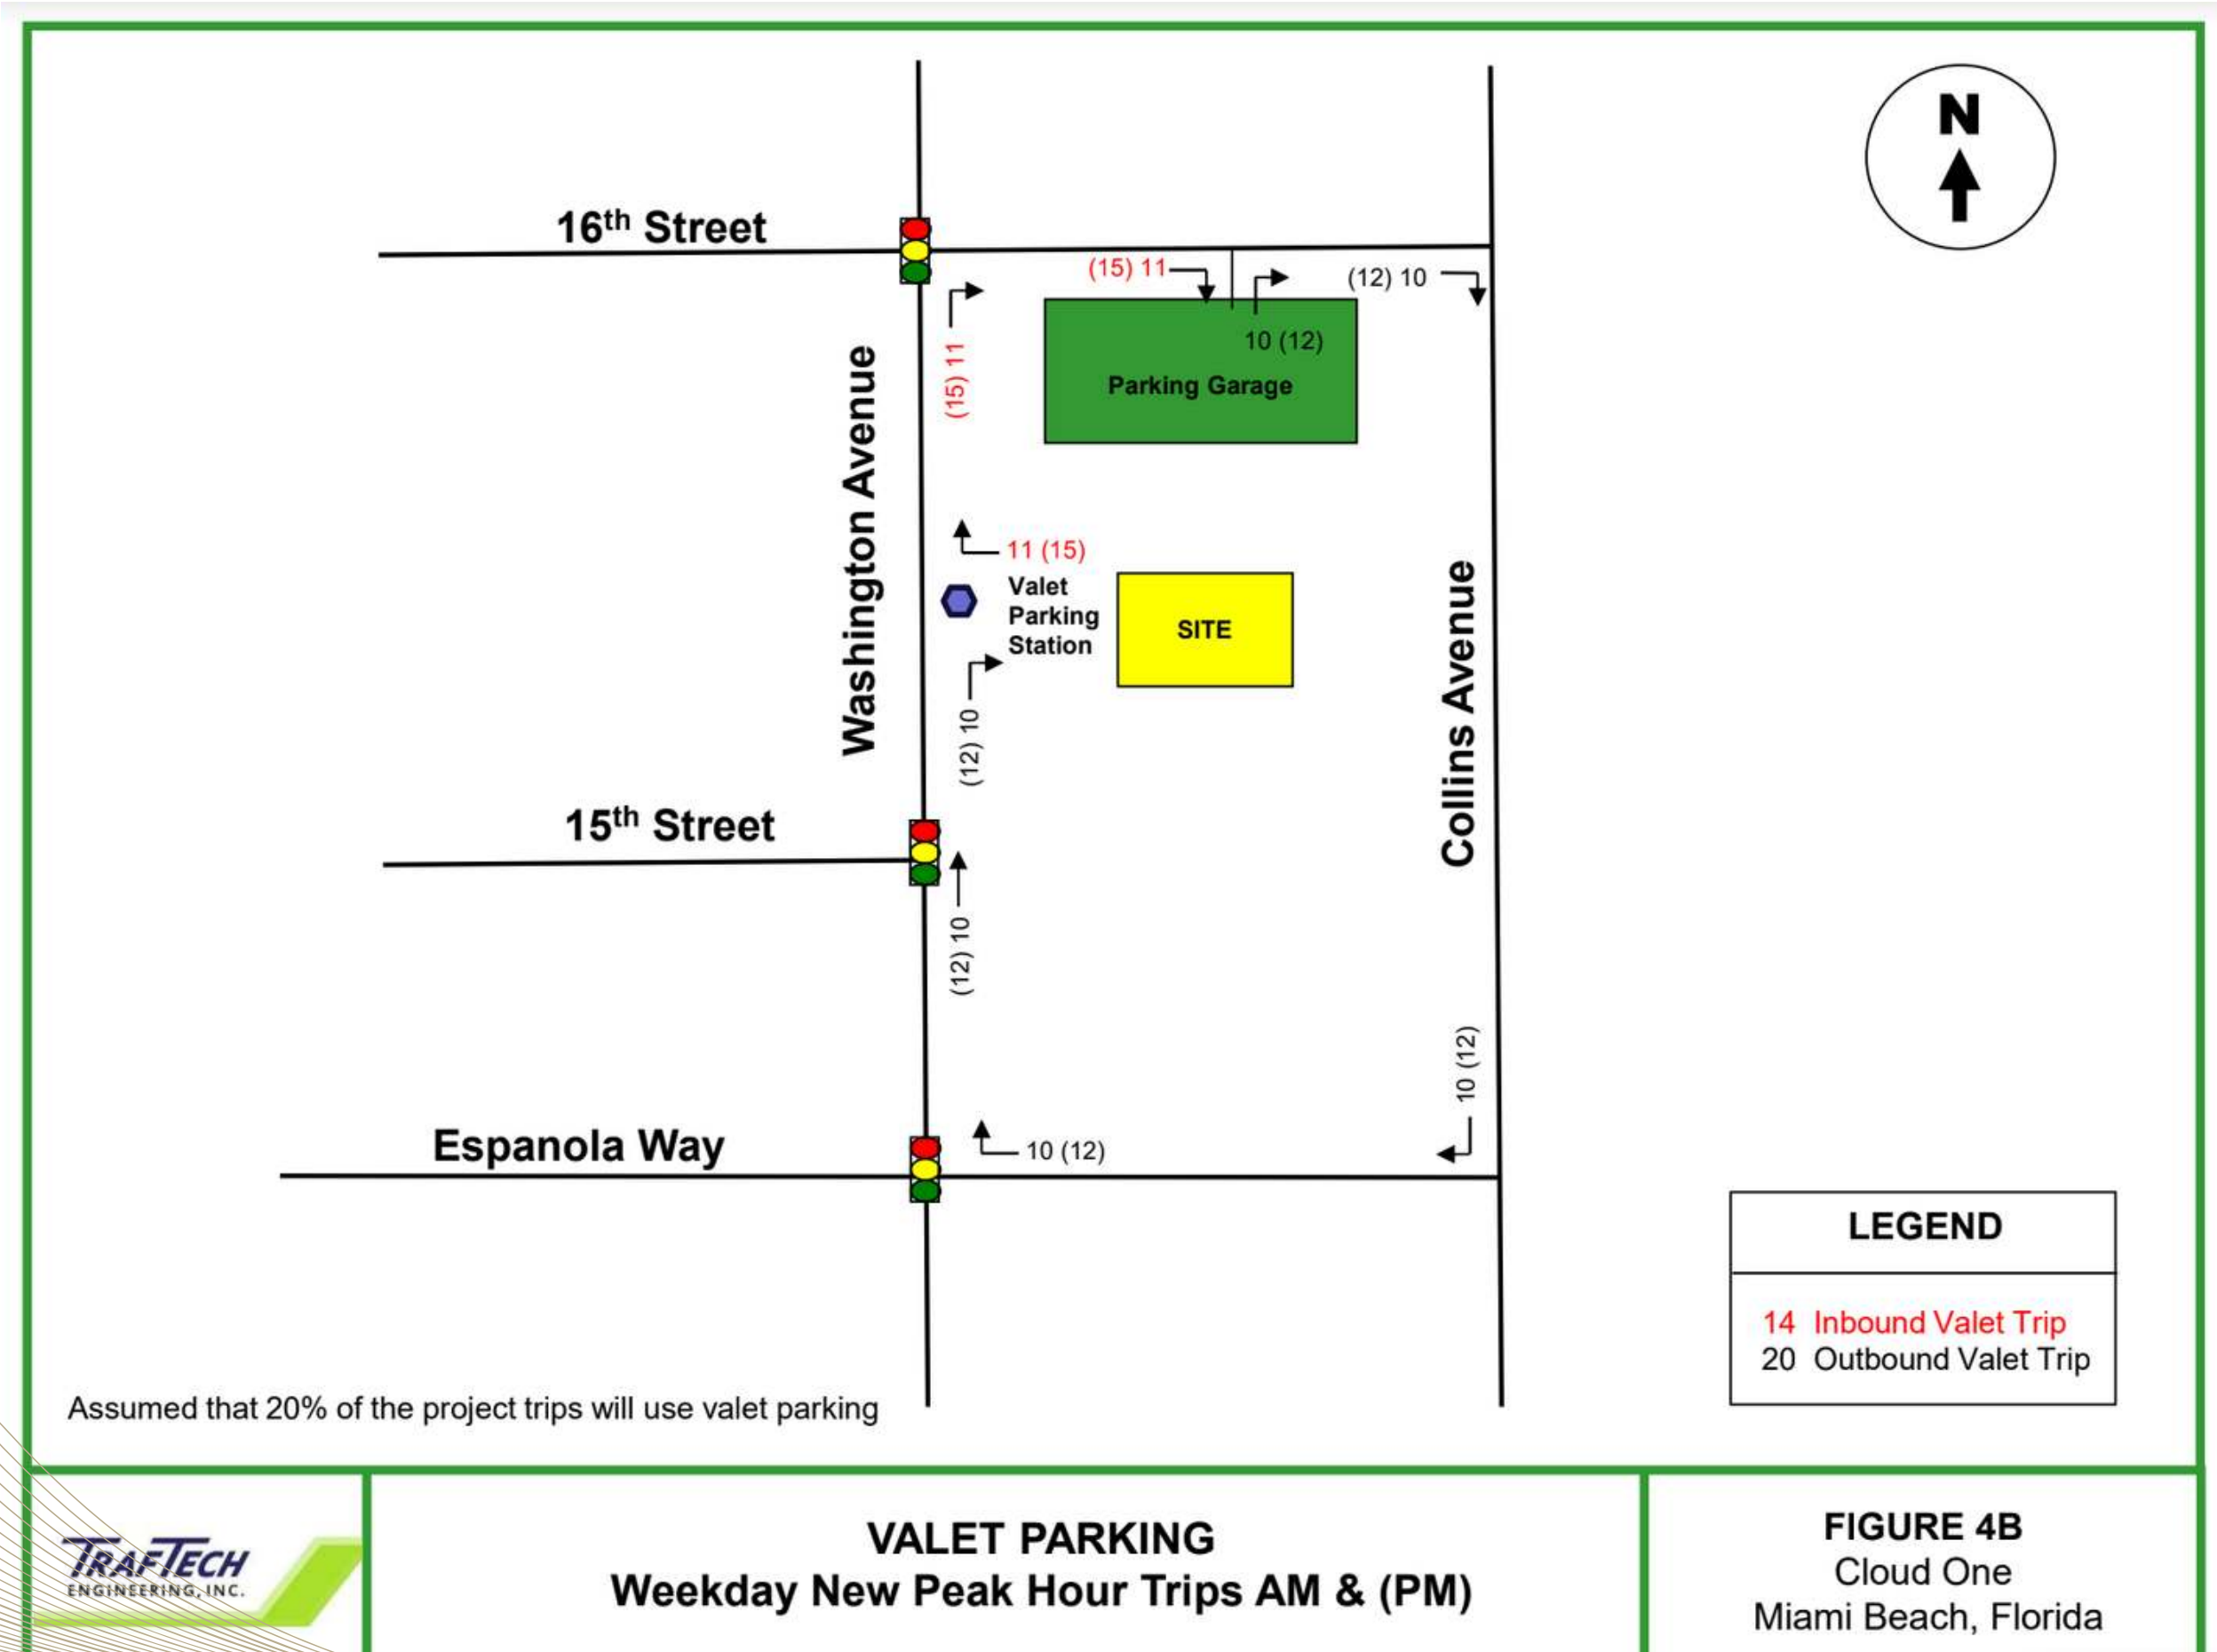 N
16th Street
(15) 11
(12) 10
10 (12)
Parking Garage
(15) 11
Washington Avenue
11 (15)
Valet
Parking
Station
SITE
Collins Avenue
(12) 10
15th Street
(12) 10
10 (12)
Espanola Way
10 (12)
LEGEND
14 Inbound Valet Trip
20 Outbound Valet Trip
Assumed that 20% of the project trips will use valet parking
TRAFTECH
ENGINEERING, INC.
VALET PARKING
Weekday New Peak Hour Trips AM & (PM)
FIGURE 4B
Cloud One
Miami Beach, Florida